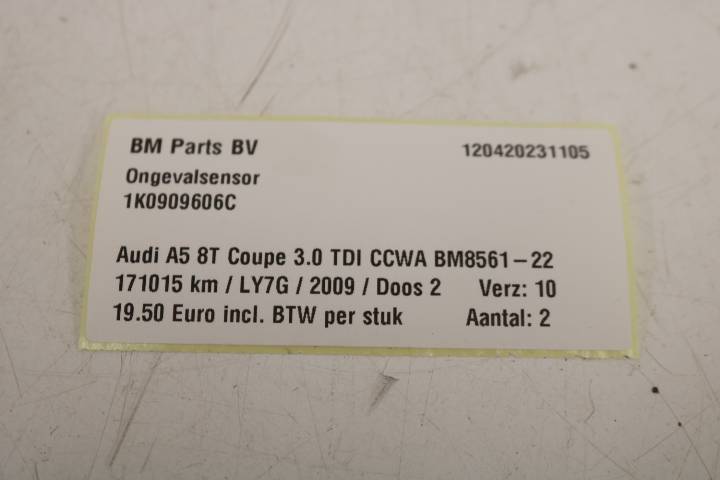 BM Parts BV 120420231105
Ongevalsensor
1K0909606C
Audi A5 8T Coupe 3.0 TDI CCWA BM8561-22
171015 km / LY7G / 2009 / Doos 2 Verz: 10
19.50 Euro incl. BTW per stuk Aantal: 2